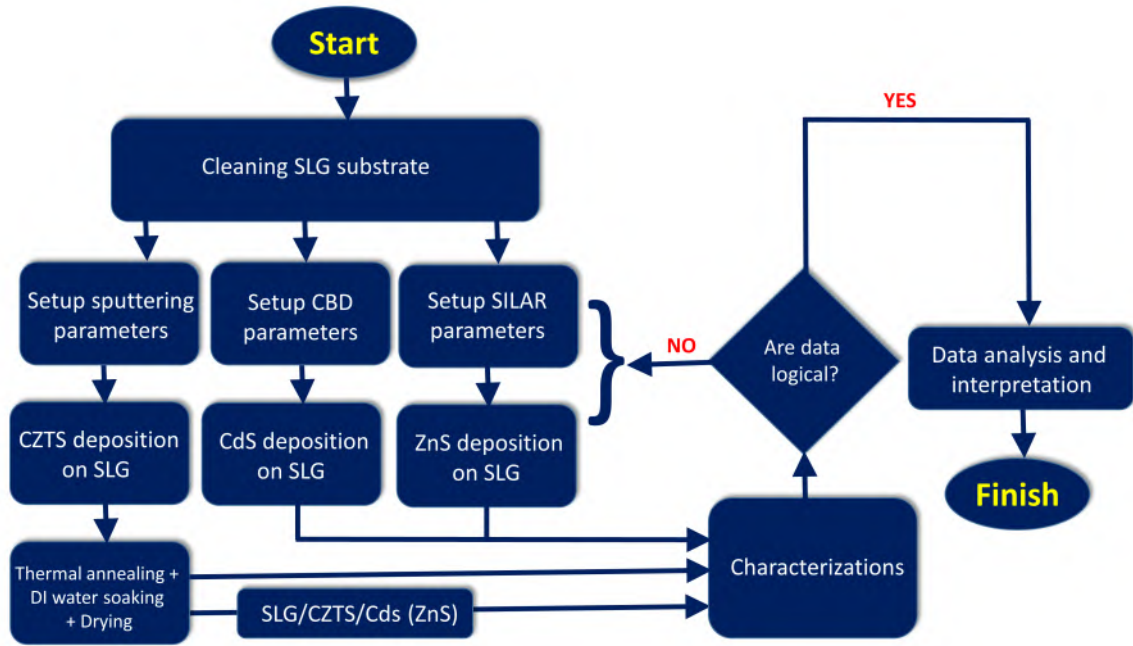 Start
Cleaning SLG substrate
Setup sputtering
parameters
Setup CBD
parameters
Setup SILAR
parameters
CZTS deposition
on SLG
CdS deposition
on SLG
ZnS deposition
on SLG
Thermal annealing +
DI water soaking
+ Drying
SLG/CZTS/Cds (ZnS)
Characterizations
Are data
logical?
NO
YES
Data analysis and
interpretation
Finish